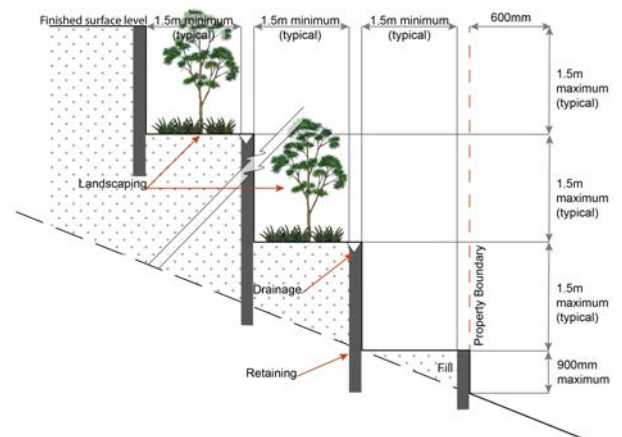 Finished surface level
1.5m minimum
(typical)
1.5m minimum
(typical)
1.5m minimum
(typical)
600mm
1.5m
maximum
(typical)
Landscaping
1.5m
maximum
(typical)
Drainage
Property Boundary
1.5m
maximum
(typical)
Retaining
Fill
900mm
maximum